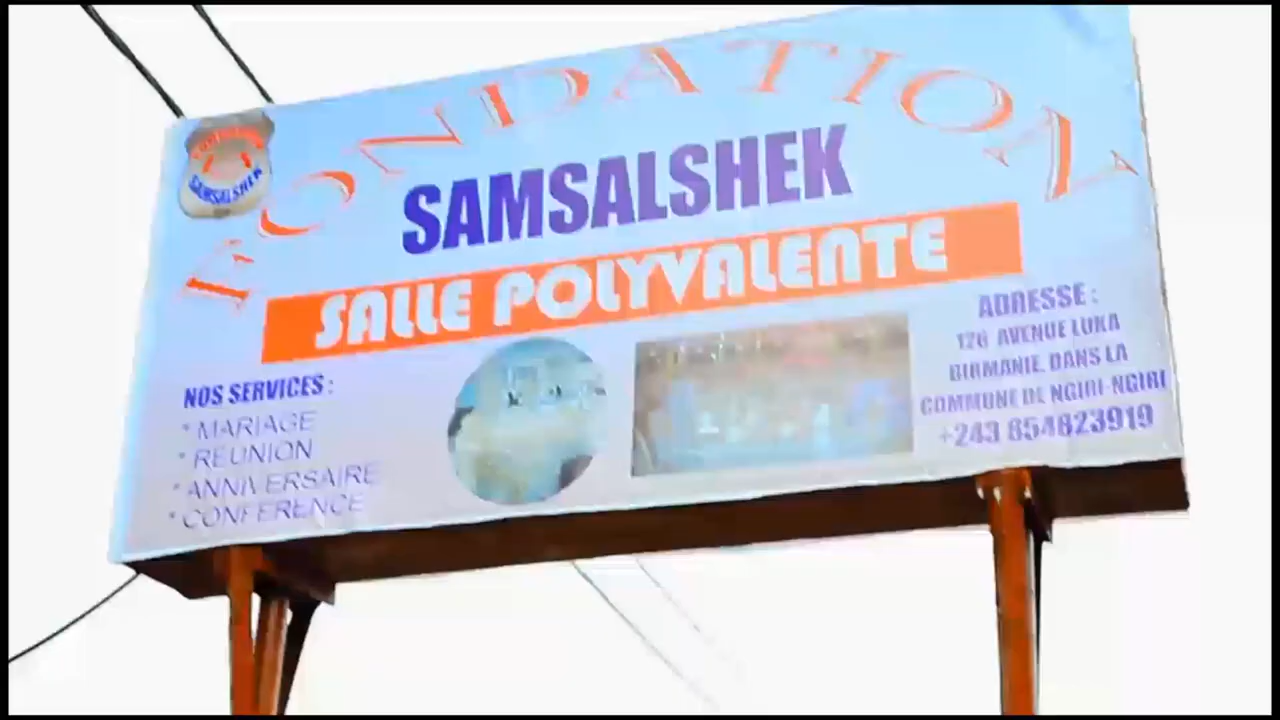 FONDATION
SAMSALSHEK
SAMSALSHEK
SALLE POLYVALENTE
NOS SERVICES :
* MARIAGE
* REUNION
* ANNIVERSAIRE
* CONFERENCE
ADRESSE :
126 AVENUE LUKA
BIRMANIE, DANS LA
COMMUNE DE NGIRI-NGIRI
+243 854823919